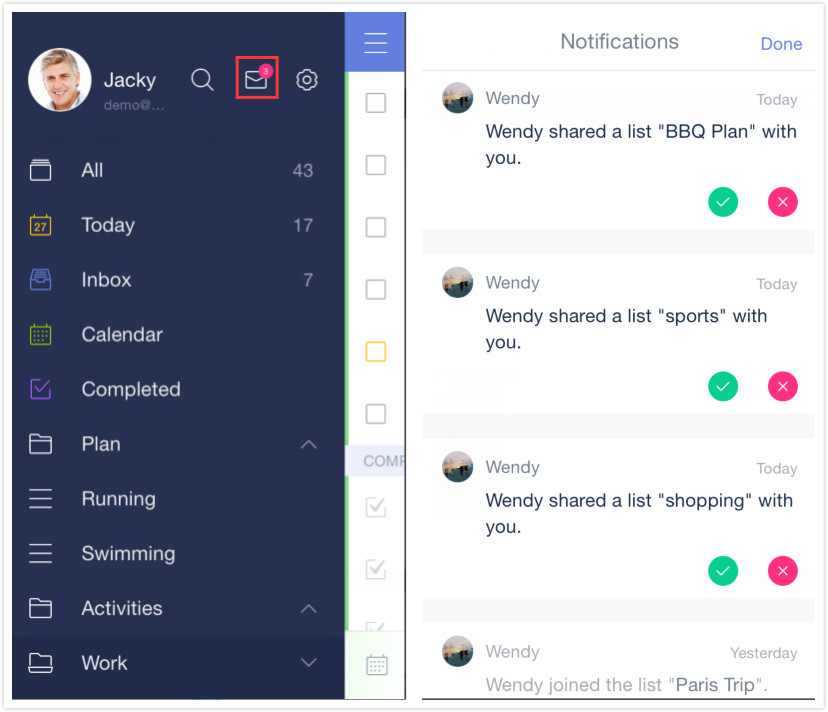 Jacky
3
demo@...
All 43
27 Today 17
Inbox 7
Calendar
Completed
Plan
Running
Swimming
Activities
Work
Notifications Done
Wendy Today
Wendy shared a list "BBQ Plan" with
you.
Wendy Today
Wendy shared a list "sports" with
you.
Wendy Today
Wendy shared a list "shopping" with
you.
Wendy Yesterday
Wendy joined the list "Paris Trip".